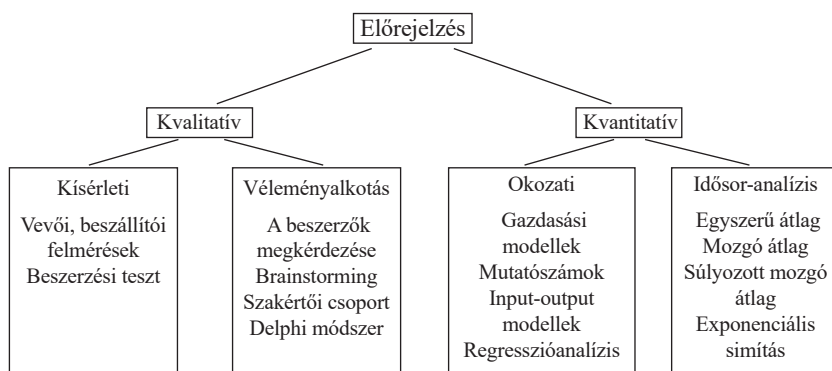 Előrejelzés
Kvalitatív
Kvantitatív
Kísérleti
Vevői, beszállítói
felmérések
Beszerzési teszt
Véleményalkotás
A beszerzők
megkérdezése
Brainstorming
Szakértői csoport
Delphi módszer
Okozati
Gazdasási
modellek
Mutatószámok
Input-output
modellek
Regresszióanalízis
Idősor-analízis
Egyszerű átlag
Mozgó átlag
Súlyozott mozgó
átlag
Exponenciális
simítás